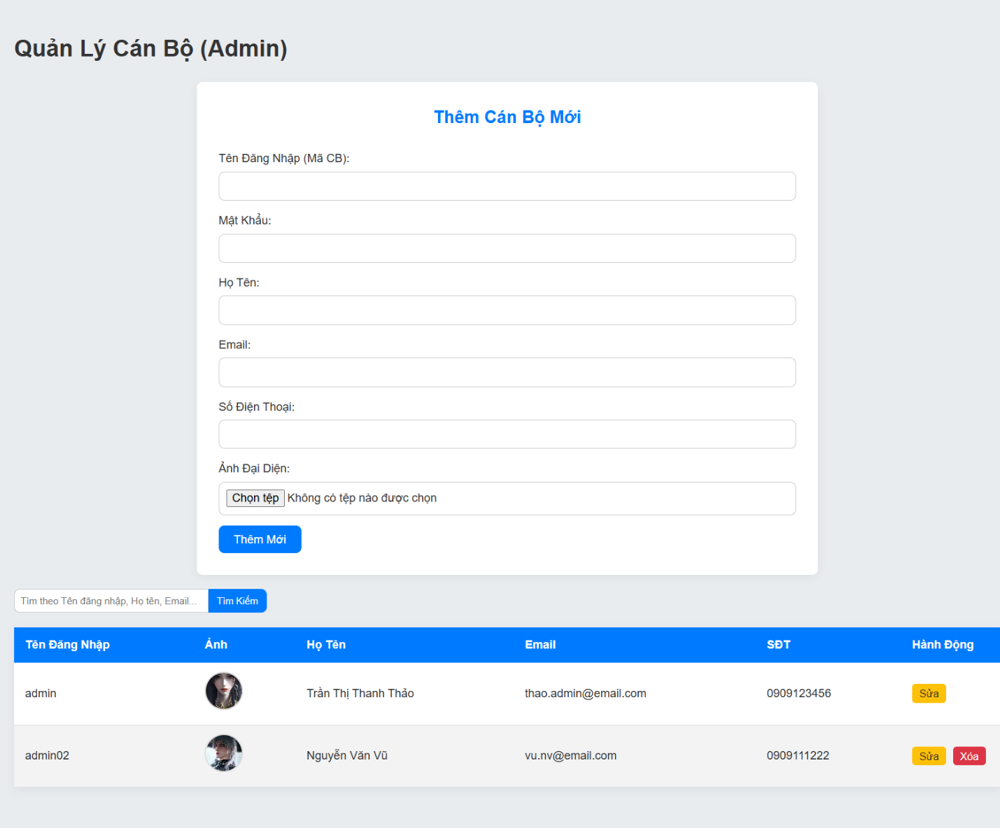 Quản Lý Cán Bộ (Admin)
Thêm Cán Bộ Mới
Tên Đăng Nhập (Mã CB):
Mật Khẩu:
Họ Tên:
Email:
Số Điện Thoại:
Ảnh Đại Diện:
Chọn tệp Không có tệp nào được chọn
Thêm Mới
Tìm theo Tên đăng nhập, Họ tên, Email... Tìm Kiếm
Tên Đăng Nhập Ảnh Họ Tên Email SĐT Hành Động
admin Trần Thị Thanh Thảo thao.admin@email.com 0909123456 Sửa
admin02 Nguyễn Văn Vũ vu.nv@email.com 0909111222 Sửa Xóa